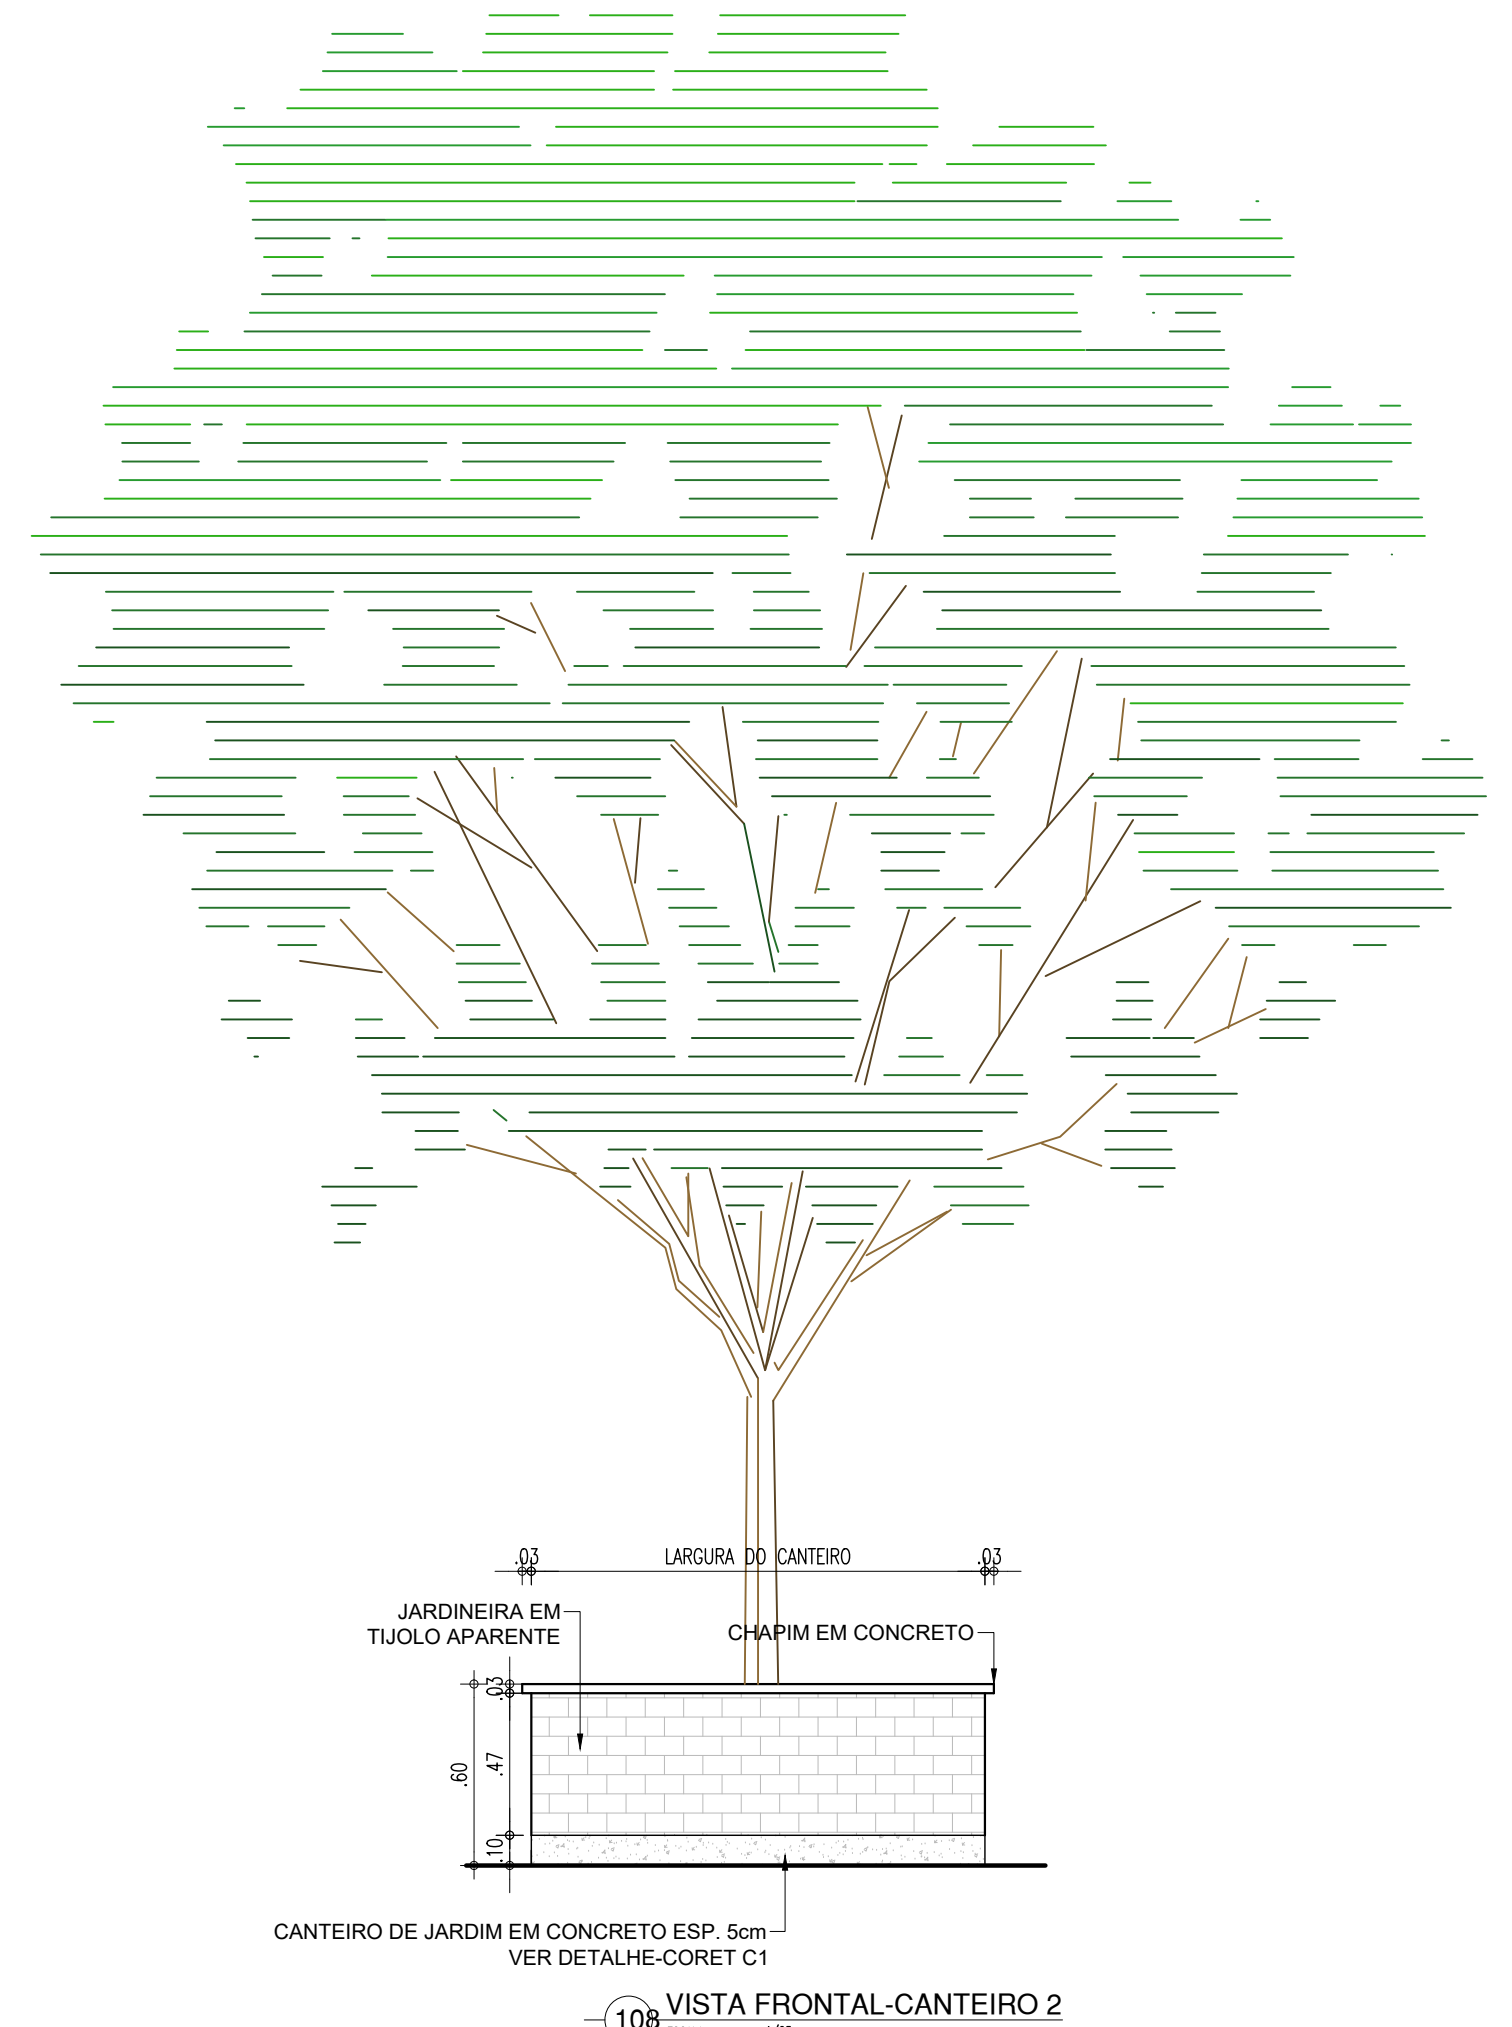 .03 LARGURA DO CANTEIRO .03
JARDINEIRA EM
TIJOLO APARENTE
CHAPIM EM CONCRETO
.03
.47
.60
.10
CANTEIRO DE JARDIM EM CONCRETO ESP. 5cm
VER DETALHE-CORET C1
108 VISTA FRONTAL-CANTEIRO 2